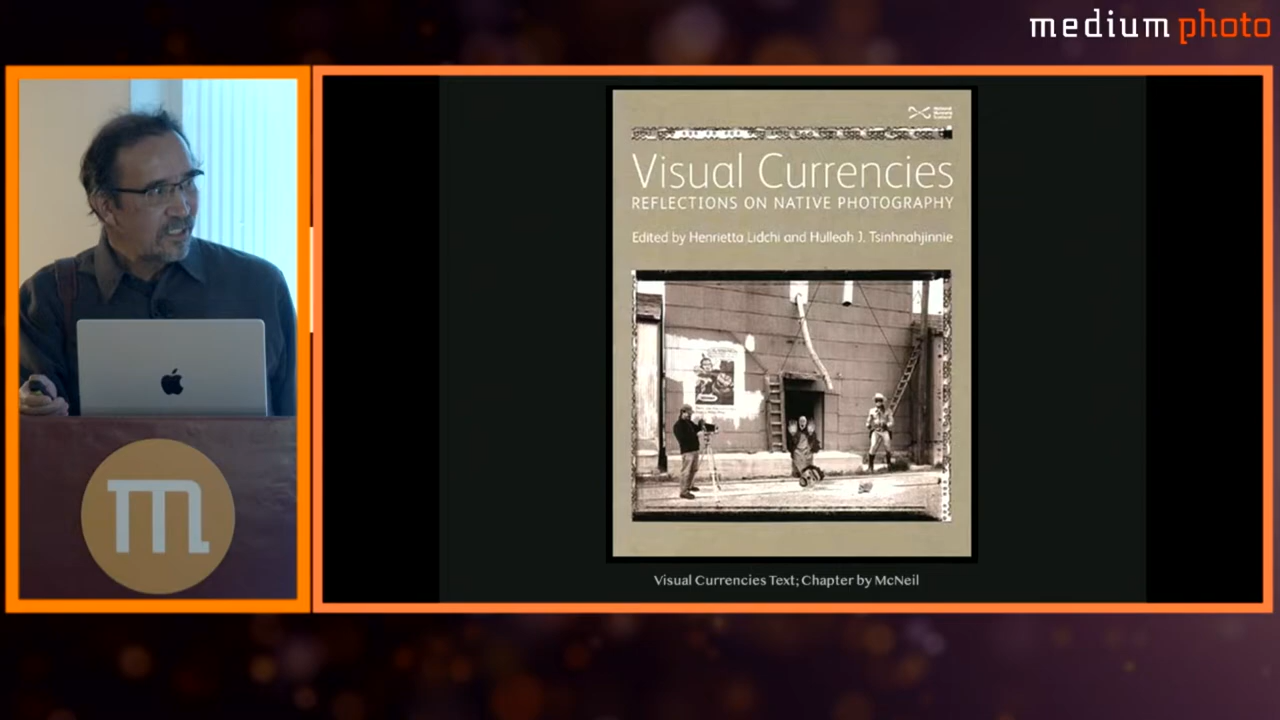 medium photo
Visual Currencies
REFLECTIONS ON NATIVE PHOTOGRAPHY
Edited by Henrietta Lidchi and Hulleah J. Tsinhnahjinnie
Visual Currencies Text; Chapter by McNeil
m